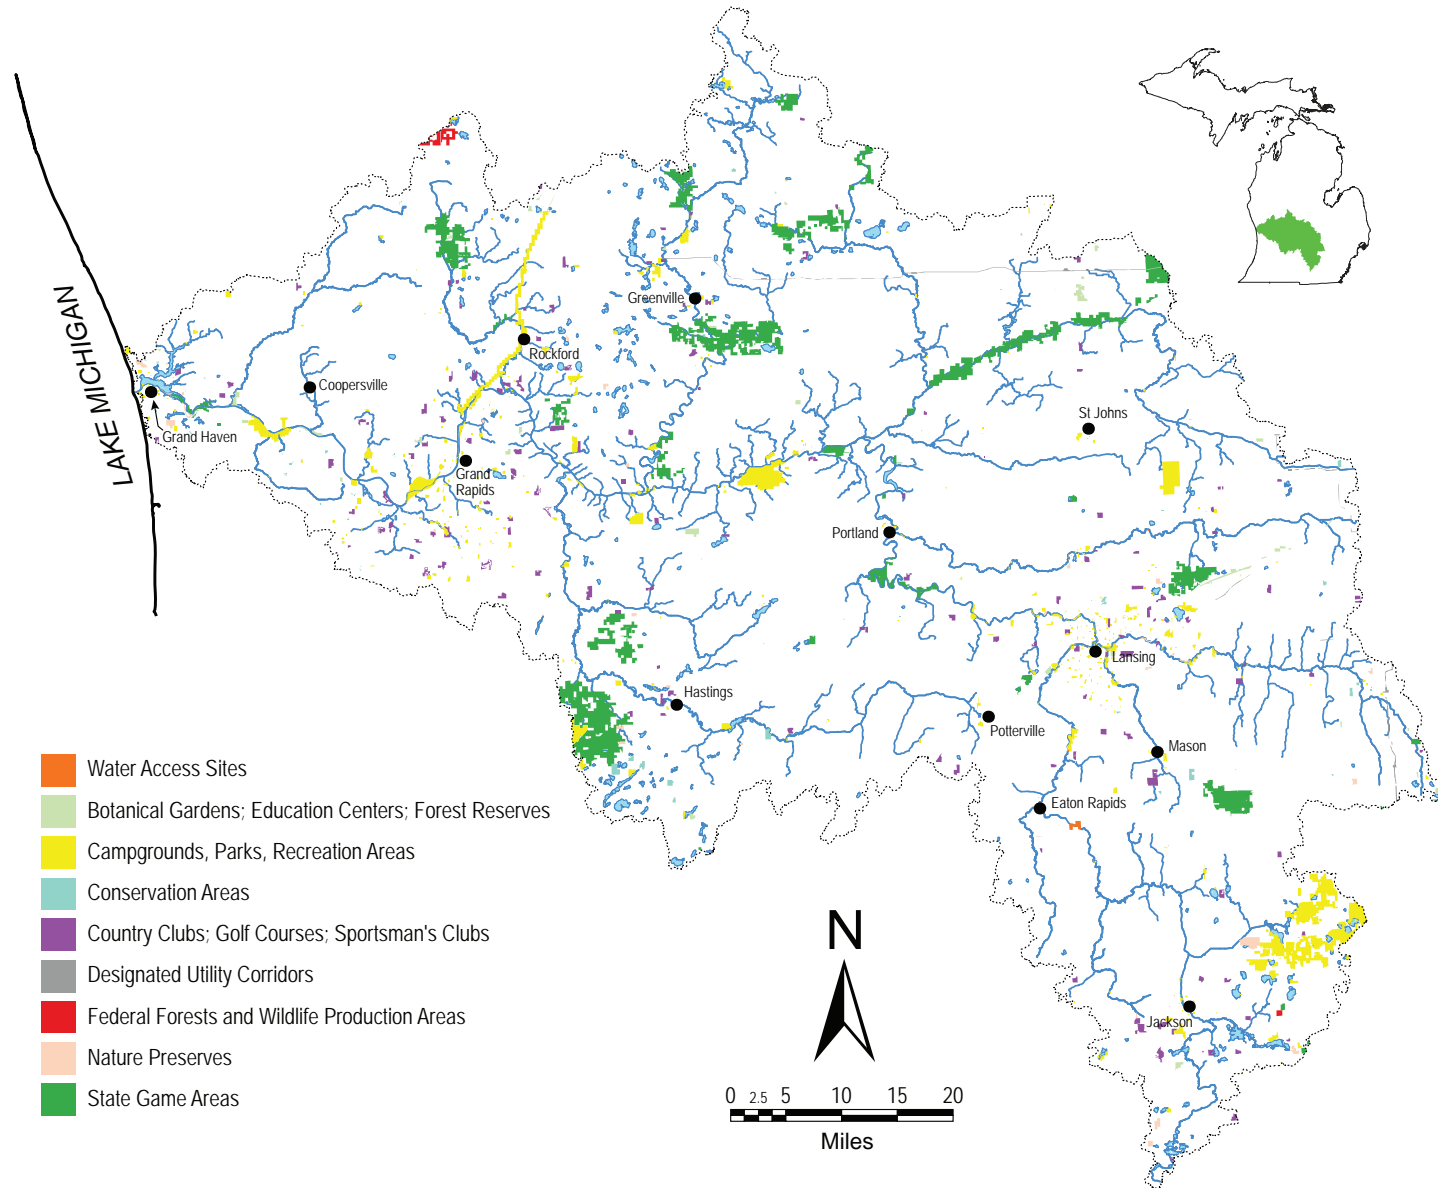 LAKE MICHIGAN
Greenville
Rockford
Coopersville
Grand Haven
St Johns
Grand
Rapids
Portland
Lansing
Hastings
Potterville
Mason
Eaton Rapids
Jackson
Water Access Sites
Botanical Gardens; Education Centers; Forest Reserves
Campgrounds, Parks, Recreation Areas
Conservation Areas
Country Clubs; Golf Courses; Sportsman's Clubs
Designated Utility Corridors
Federal Forests and Wildlife Production Areas
Nature Preserves
State Game Areas
N
0 2.5 5 10 15 20
Miles